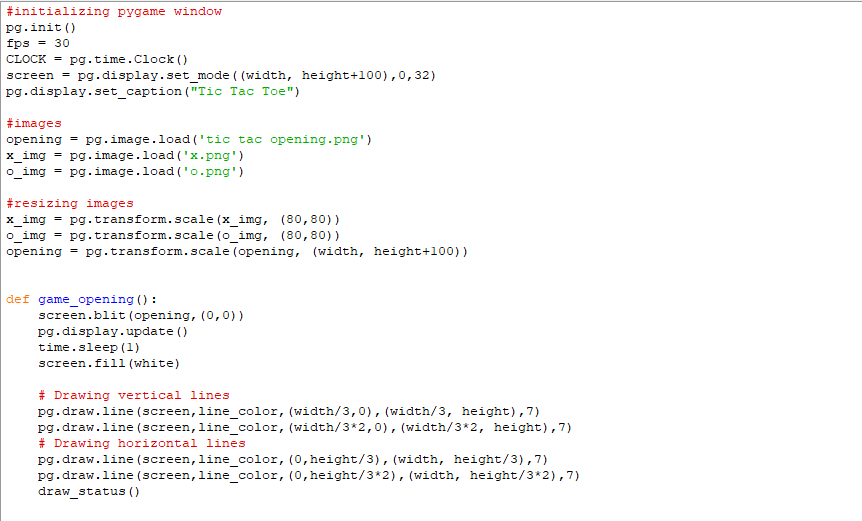 #initializing pygame window
pg.init()
fps = 30
CLOCK = pg.time.Clock()
screen = pg.display.set_mode((width, height+100),0,32)
pg.display.set_caption("Tic Tac Toe")

#images
opening = pg.image.load('tic tac opening.png')
x_img = pg.image.load('x.png')
o_img = pg.image.load('o.png')

#resizing images
x_img = pg.transform.scale(x_img, (80,80))
o_img = pg.transform.scale(o_img, (80,80))
opening = pg.transform.scale(opening, (width, height+100))


def game_opening():
    screen.blit(opening,(0,0))
    pg.display.update()
    time.sleep(1)
    screen.fill(white)

    # Drawing vertical lines
    pg.draw.line(screen,line_color,(width/3,0),(width/3, height),7)
    pg.draw.line(screen,line_color,(width/3*2,0),(width/3*2, height),7)
    # Drawing horizontal lines
    pg.draw.line(screen,line_color,(0,height/3),(width, height/3),7)
    pg.draw.line(screen,line_color,(0,height/3*2),(width, height/3*2),7)
    draw_status()